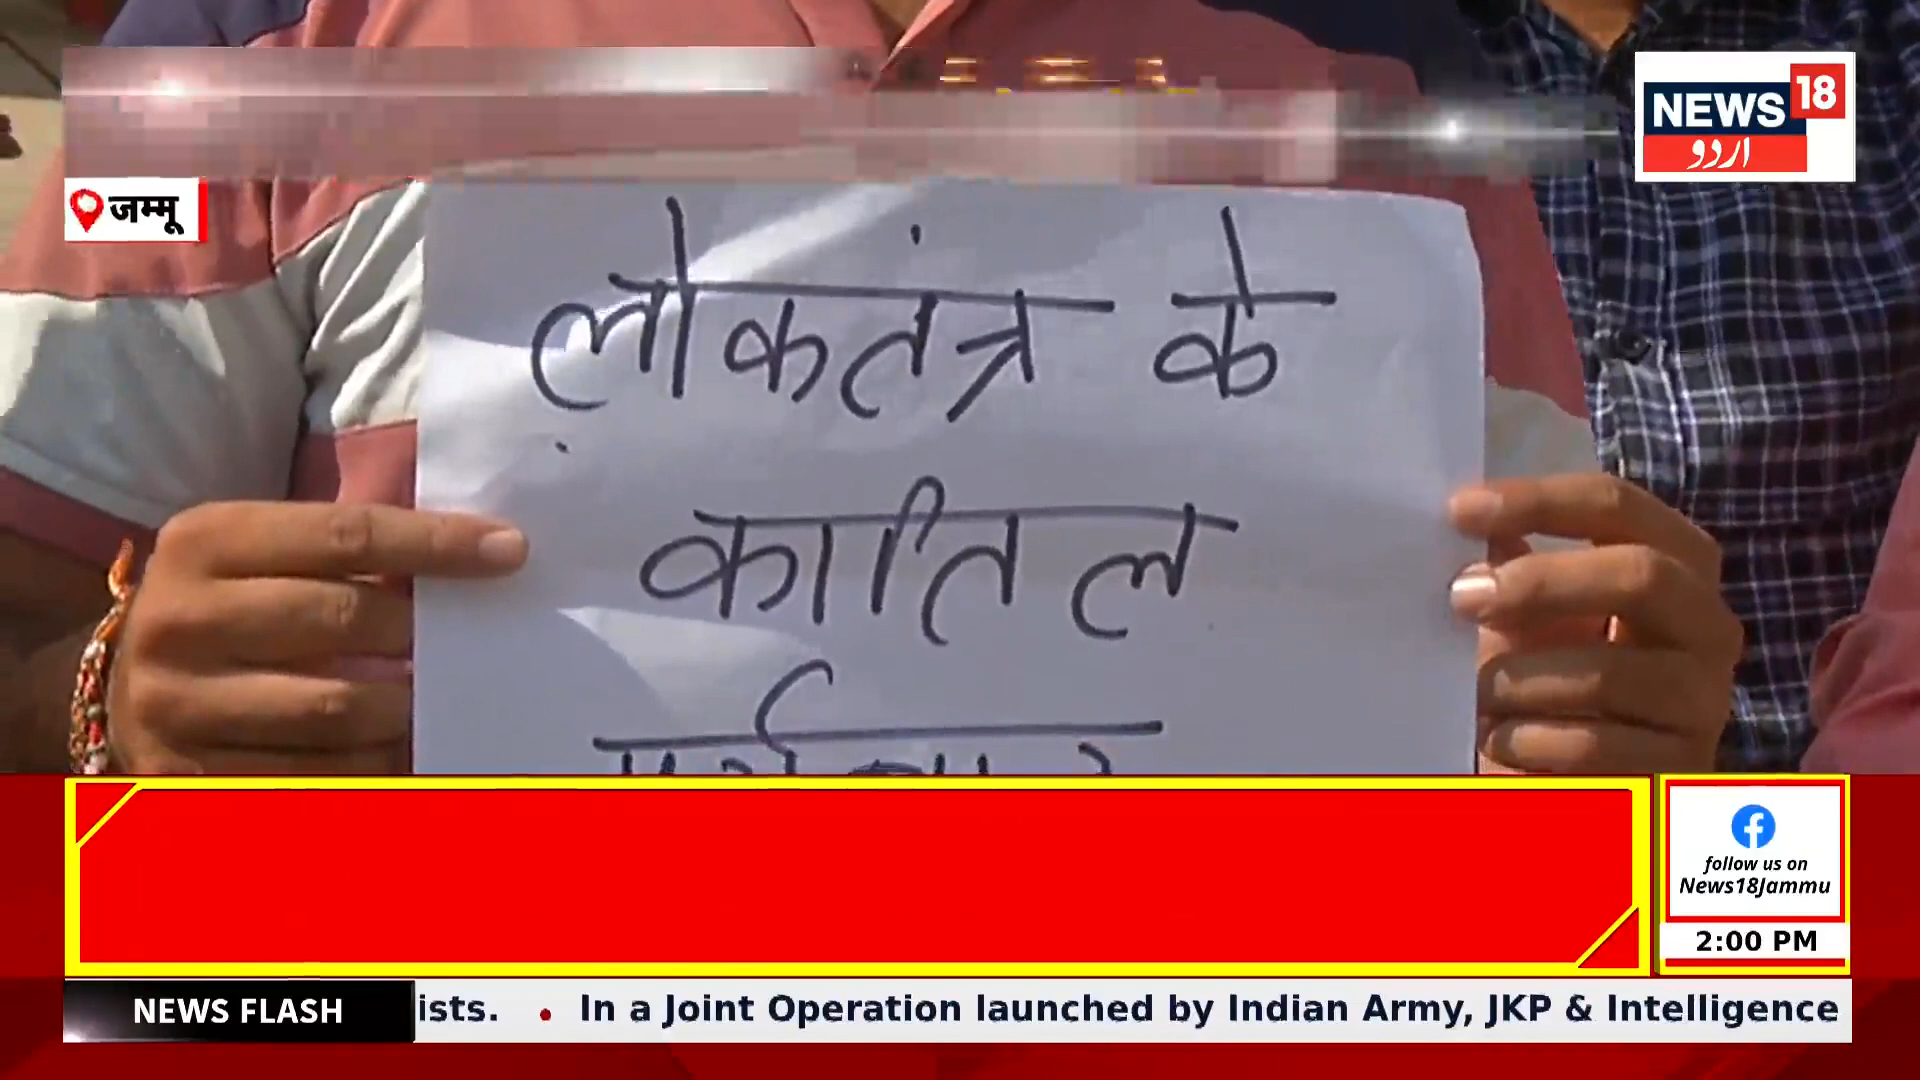 NEWS 18
اردو
जम्मू
लोकतंत्र के
कातिल
follow us on
News18Jammu
2:00 PM
NEWS FLASH
ists. • In a Joint Operation launched by Indian Army, JKP & Intelligence